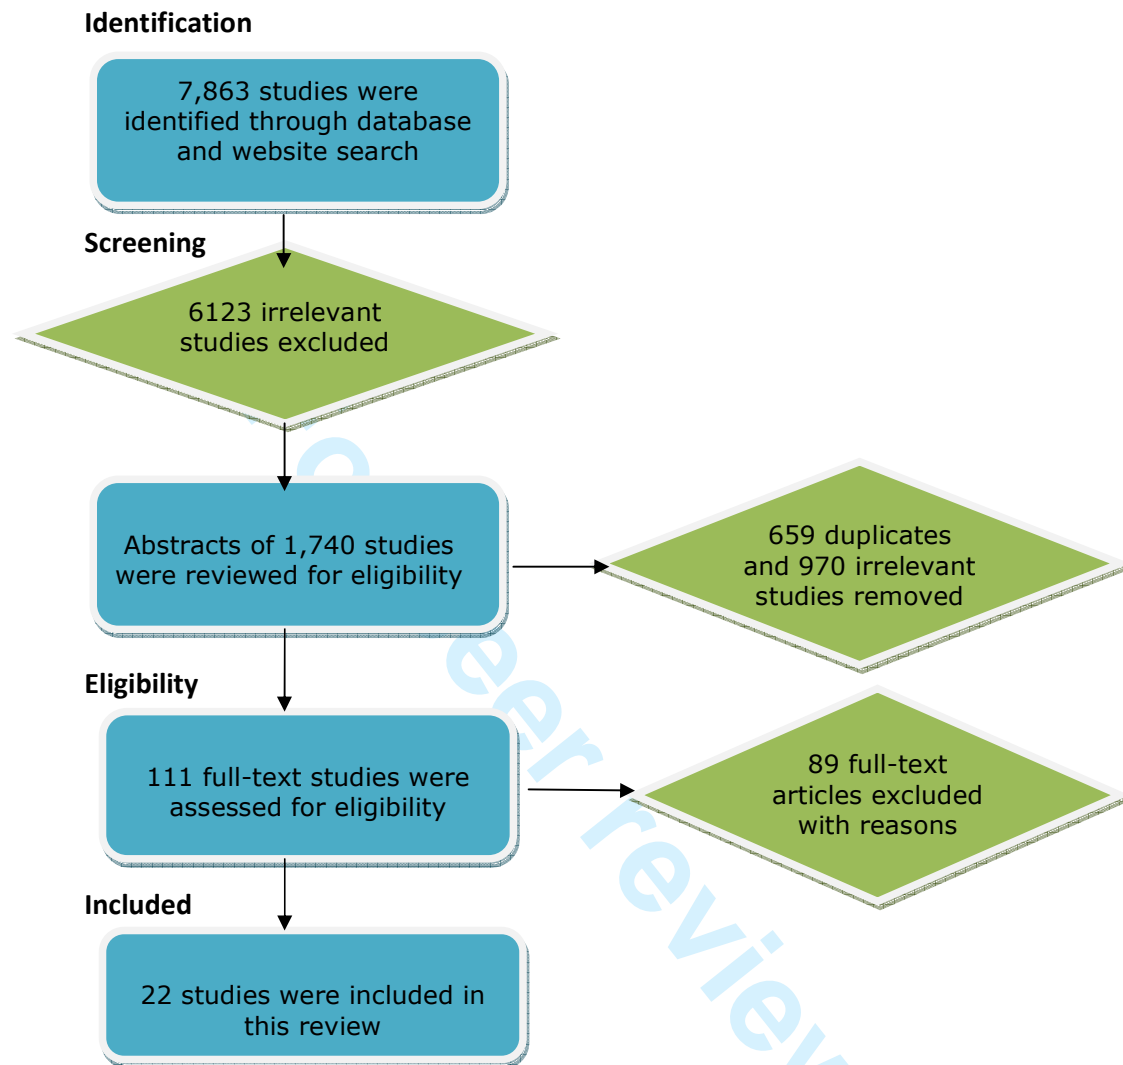 Identification
7,863 studies were
identified through database
and website search
Screening
6123 irrelevant
studies excluded
Abstracts of 1,740 studies
were reviewed for eligibility
659 duplicates
and 970 irrelevant
studies removed
Eligibility
111 full-text studies were
assessed for eligibility
89 full-text
articles excluded
with reasons
Included
22 studies were included in
this review
eer review